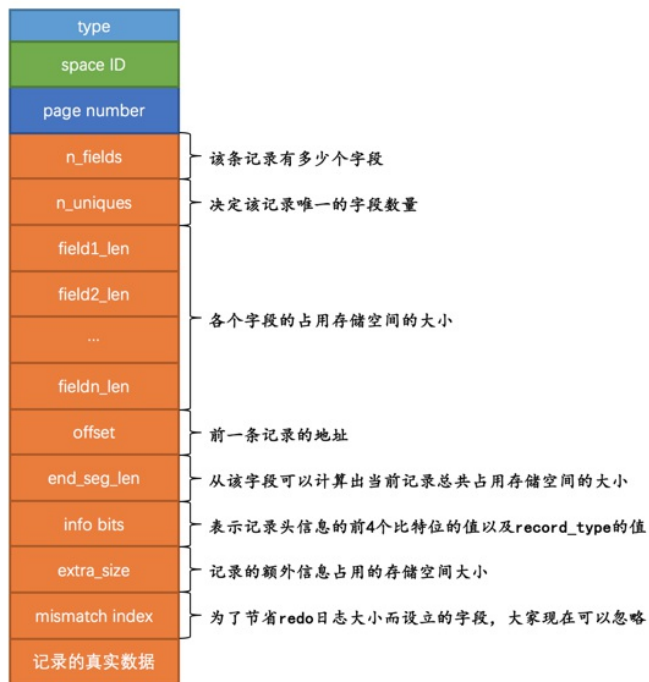 type
space ID
page number
n_fields
该条记录有多少个字段
n_uniques
决定该记录唯一的字段数量
field1_len
field2_len
...
各个字段的占用存储空间的大小
fieldn_len
offset
前一条记录的地址
end_seg_len
从该字段可以计算出当前记录总共占用存储空间的大小
info bits
表示记录头信息的前4个比特位的值以及record_type的值
extra_size
记录的额外信息占用的存储空间大小
mismatch index
为了节省redo日志大小而设立的字段，大家现在可以忽略
记录的真实数据